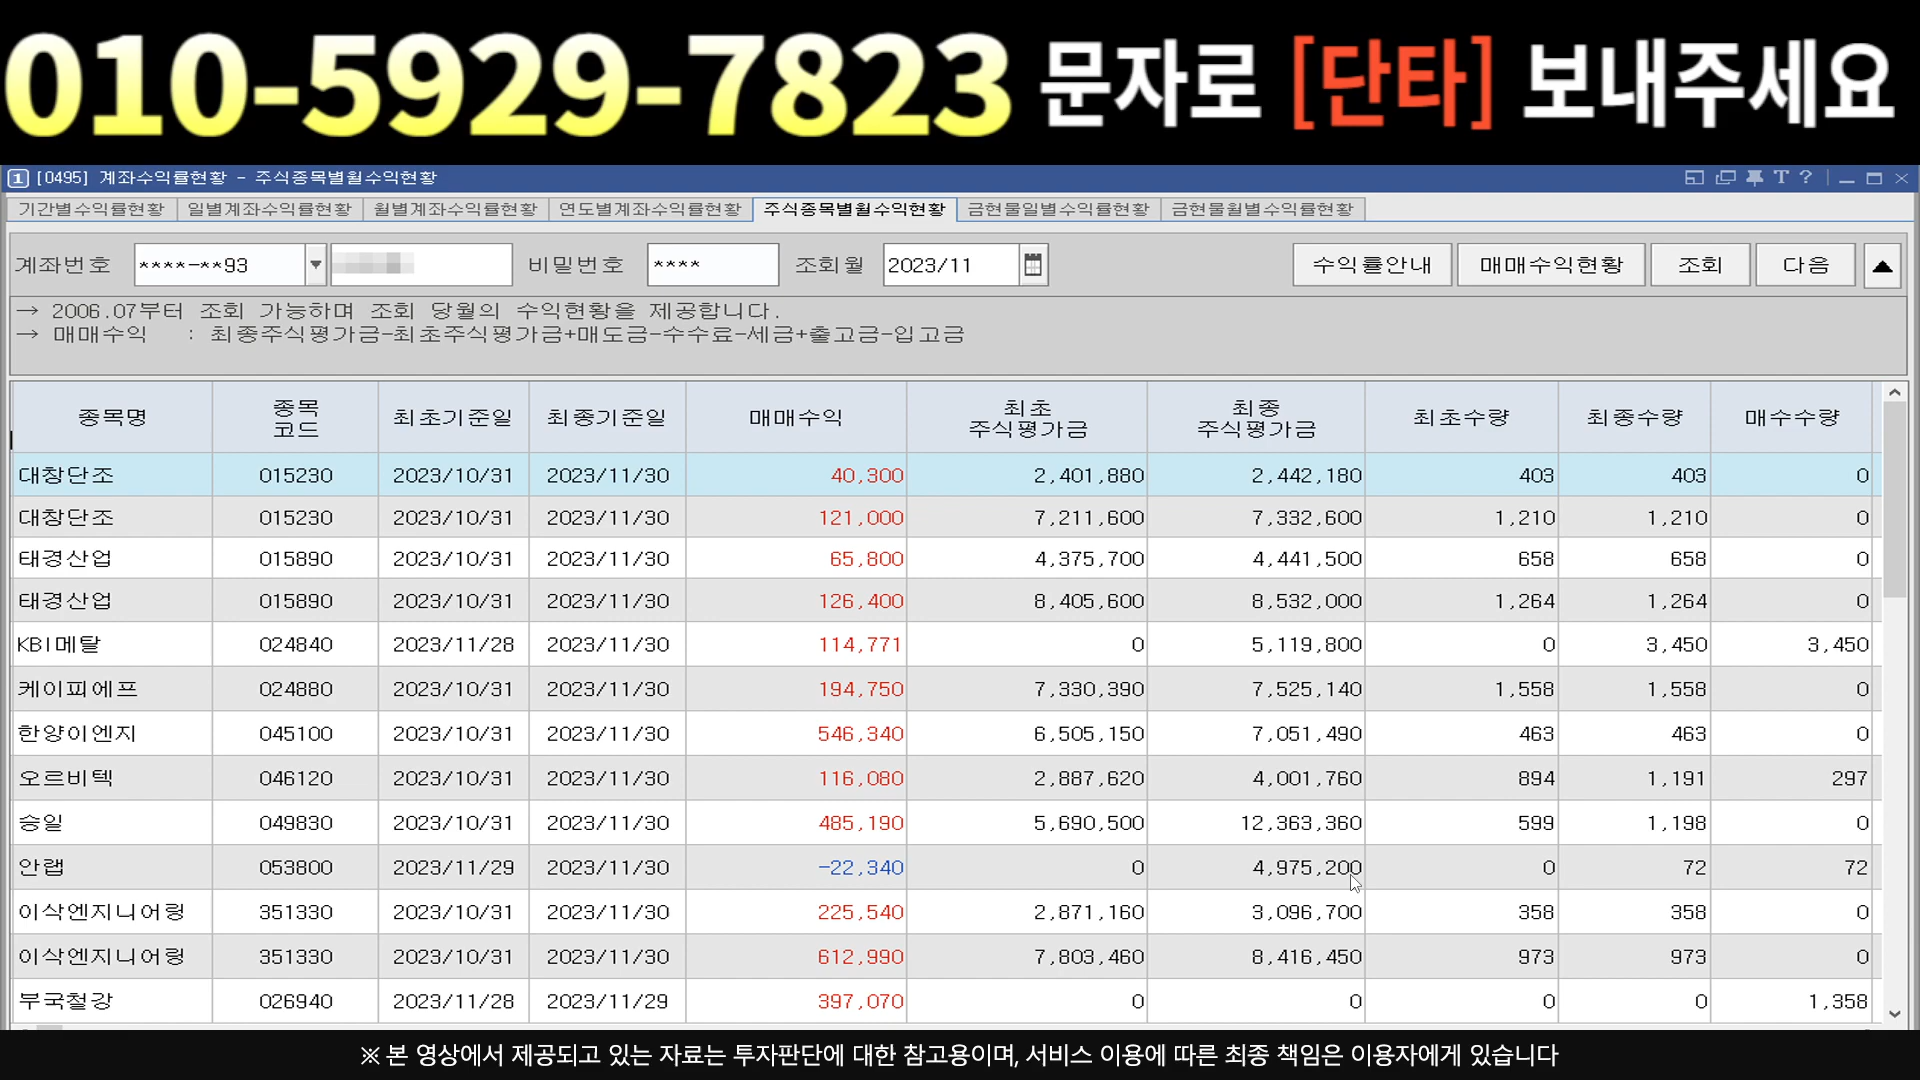 010-5929-7823 문자로 [단타] 보내주세요
1 [0495] 계좌수익률현황 - 주식종목별월수익현황 T ?
기간별수익률현황 일별계좌수익률현황 월별계좌수익률현황 연도별계좌수익률현황 주식종목별월수익현황 금현물일별수익률현황 금현물월별수익률현황
계좌번호 ****-**93 비밀번호 **** 조회월 2023/11 수익률안내 매매수익현황 조회 다음 ▲
→ 2006.07부터 조회 가능하며 조회 당월의 수익현황을 제공합니다.
→ 매매수익 : 최종주식평가금-최초주식평가금+매도금-수수료-세금+출고금-입고금
종목명 종목코드 최초기준일 최종기준일 매매수익 최초주식평가금 최종주식평가금 최초수량 최종수량 매수수량
대창단조 015230 2023/10/31 2023/11/30 40,300 2,401,880 2,442,180 403 403 0
대창단조 015230 2023/10/31 2023/11/30 121,000 7,211,600 7,332,600 1,210 1,210 0
태경산업 015890 2023/10/31 2023/11/30 65,800 4,375,700 4,441,500 658 658 0
태경산업 015890 2023/10/31 2023/11/30 126,400 8,405,600 8,532,000 1,264 1,264 0
KBI메탈 024840 2023/11/28 2023/11/30 114,771 0 5,119,800 0 3,450 3,450
케이피에프 024880 2023/10/31 2023/11/30 194,750 7,330,390 7,525,140 1,558 1,558 0
한양이엔지 045100 2023/10/31 2023/11/30 546,340 6,505,150 7,051,490 463 463 0
오르비텍 046120 2023/10/31 2023/11/30 116,080 2,887,620 4,001,760 894 1,191 297
승일 049830 2023/10/31 2023/11/30 485,190 5,690,500 12,363,360 599 1,198 0
안랩 053800 2023/11/29 2023/11/30 -22,340 0 4,975,200 0 72 72
이삭엔지니어링 351330 2023/10/31 2023/11/30 225,540 2,871,160 3,096,700 358 358 0
이삭엔지니어링 351330 2023/10/31 2023/11/30 612,990 7,803,460 8,416,450 973 973 0
부국철강 026940 2023/11/28 2023/11/29 397,070 0 0 0 0 1,358
※ 본 영상에서 제공되고 있는 자료는 투자판단에 대한 참고용이며, 서비스 이용에 따른 최종 책임은 이용자에게 있습니다